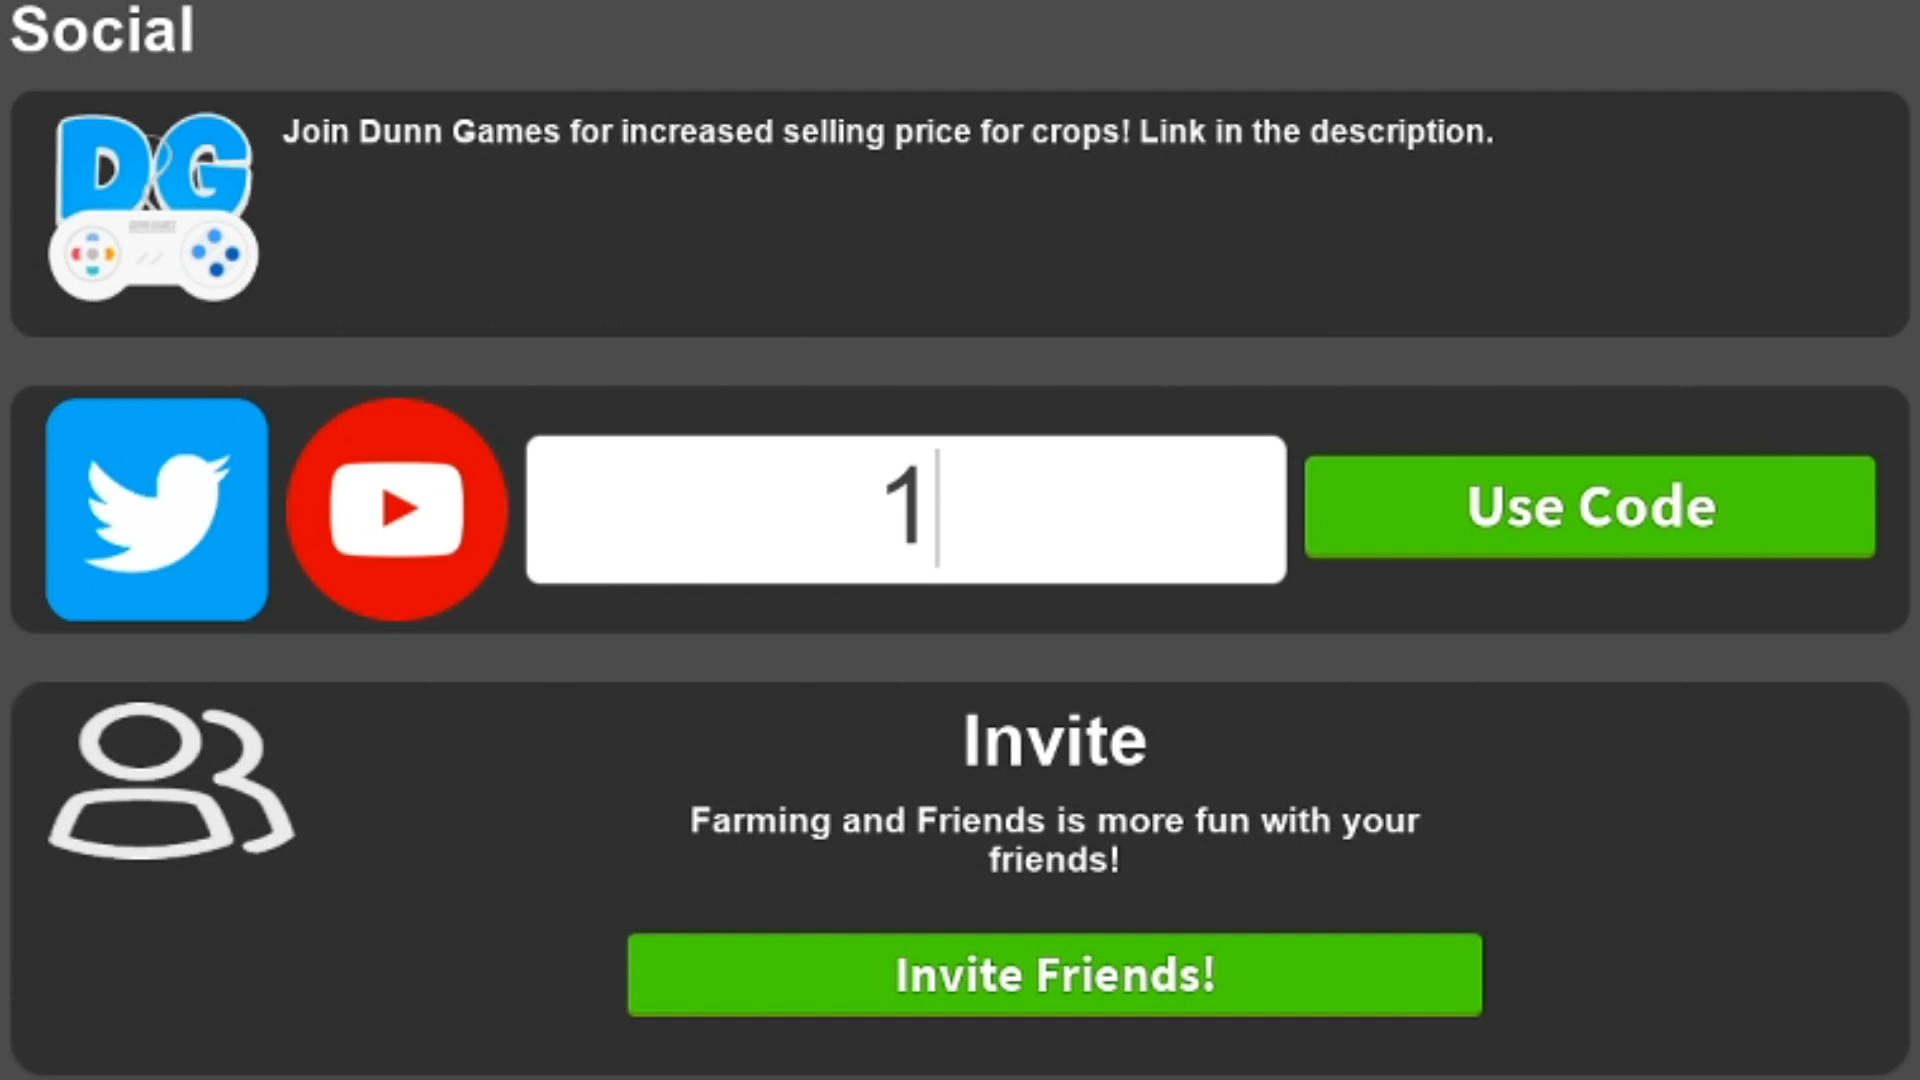 Social
DG
Join Dunn Games for increased selling price for crops! Link in the description.
1
Use Code
Invite
Farming and Friends is more fun with your
friends!
Invite Friends!